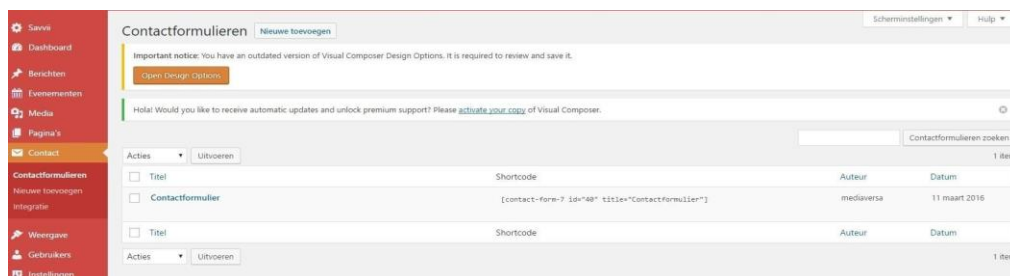 Scherminstellingen ▼ Hulp ▼
Savvii
Dashboard
Berichten
Evenementen
Media
Pagina's
Contact
Contactformulieren
Nieuwe toevoegen
Integratie
Weergave
Gebruikers
Instellingen
Contactformulieren Nieuwe toevoegen
Important notice: You have an outdated version of Visual Composer Design Options. It is required to review and save it.
Open Design Options
Hola! Would you like to receive automatic updates and unlock premium support? Please activate your copy of Visual Composer.
Contactformulieren zoeken
Acties ▼ Uitvoeren 1 iter
Titel Shortcode Auteur Datum
Contactformulier [contact-form-7 id="40" title="Contactformulier"] mediaversa 11 maart 2016
Titel Shortcode Auteur Datum
Acties ▼ Uitvoeren 1 iter